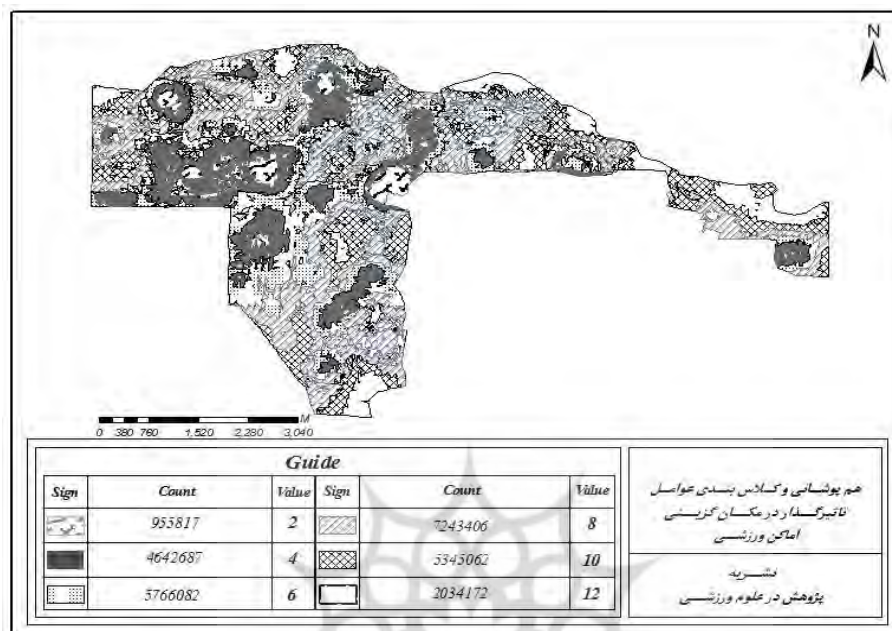 N
M
0 380 760 1,520 2,280 3,040
Guide
Sign Count Value Sign Count Value
955817 2 7243406 8
4642687 4 5345062 10
5766082 6 2034172 12
هم پوشانی و کلاس بندی عوامل
تاثیرگذار در مکان گزینی
اماکن ورزشی
نشریه
پژوهش در علوم ورزشی